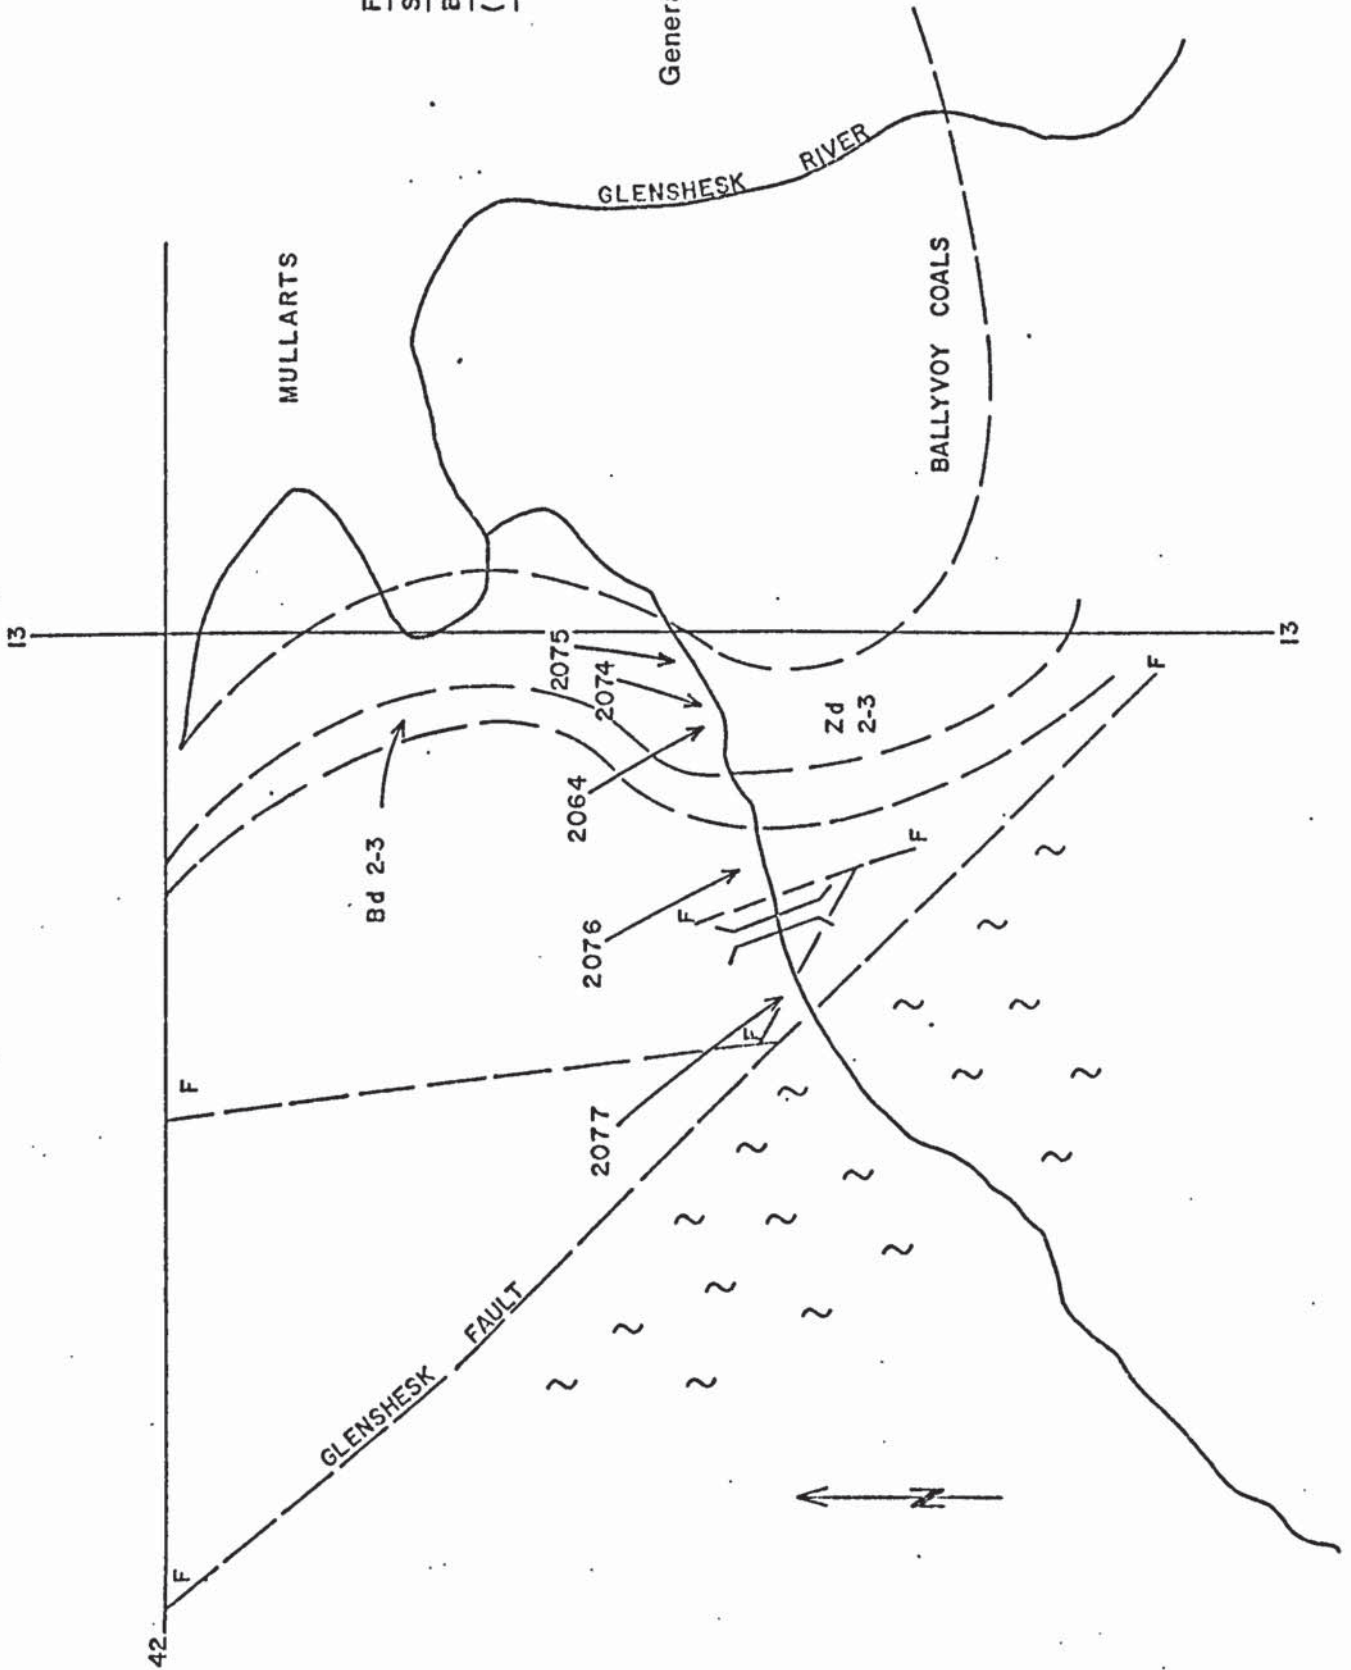 Genera
13
MULLARTS
GLENSHESK RIVER
BALLYVOY COALS
2075
2074
2064
2076
2077
Bd 2-3
Zd
2-3
13
F
F
F
F
F
F
GLENSHESK FAULT
42
N